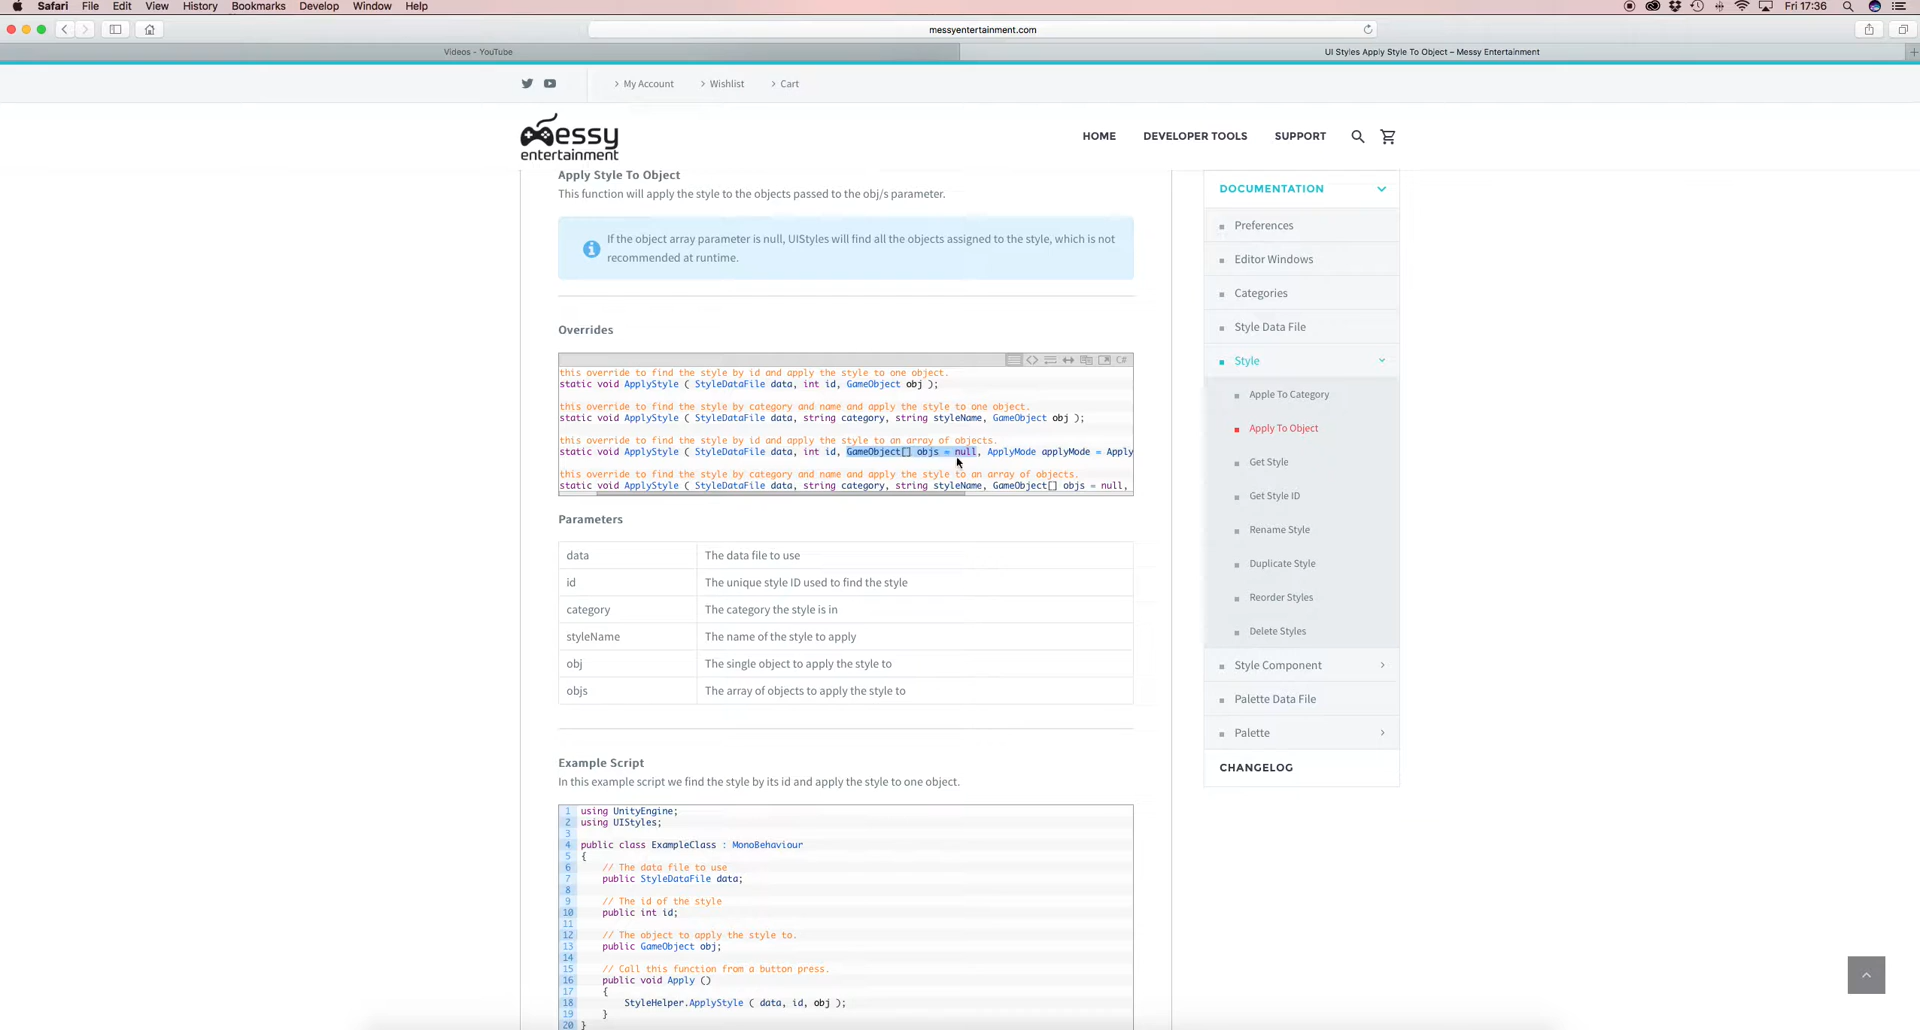 Safari File Edit View History Bookmarks Develop Window Help Fri 17:36
messyentertainment.com
Videos - YouTube UI Styles Apply Style To Object – Messy Entertainment
My Account Wishlist Cart
messy
entertainment
HOME DEVELOPER TOOLS SUPPORT
Apply Style To Object
This function will apply the style to the objects passed to the obj/s parameter.
If the object array parameter is null, UIStyles will find all the objects assigned to the style, which is not
recommended at runtime.
Overrides
C#
this override to find the style by id and apply the style to one object.
static void ApplyStyle ( StyleDataFile data, int id, GameObject obj );
this override to find the style by category and name and apply the style to one object.
static void ApplyStyle ( StyleDataFile data, string category, string styleName, GameObject obj );
this override to find the style by id and apply the style to an array of objects.
static void ApplyStyle ( StyleDataFile data, int id, GameObject[] objs = null, ApplyMode applyMode = Apply
this override to find the style by category and name and apply the style to an array of objects.
static void ApplyStyle ( StyleDataFile data, string category, string styleName, GameObject[] objs = null,
Parameters
data The data file to use
id The unique style ID used to find the style
category The category the style is in
styleName The name of the style to apply
obj The single object to apply the style to
objs The array of objects to apply the style to
Example Script
In this example script we find the style by its id and apply the style to one object.
1 using UnityEngine;
2 using UIStyles;
3
4 public class ExampleClass : MonoBehaviour
5 {
6 // The data file to use
7 public StyleDataFile data;
8
9 // The id of the style
10 public int id;
11
12 // The object to apply the style to.
13 public GameObject obj;
14
15 // Call this function from a button press.
16 public void Apply ()
17 {
18 StyleHelper.ApplyStyle ( data, id, obj );
19 }
20 }
DOCUMENTATION
Preferences
Editor Windows
Categories
Style Data File
Style
Apple To Category
Apply To Object
Get Style
Get Style ID
Rename Style
Duplicate Style
Reorder Styles
Delete Styles
Style Component
Palette Data File
Palette
CHANGELOG